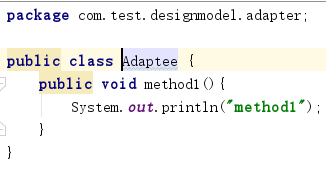 package com.test.designmodel.adapter;
public class Adaptee {
public void method1(){
System.out.println("method1");
}
}